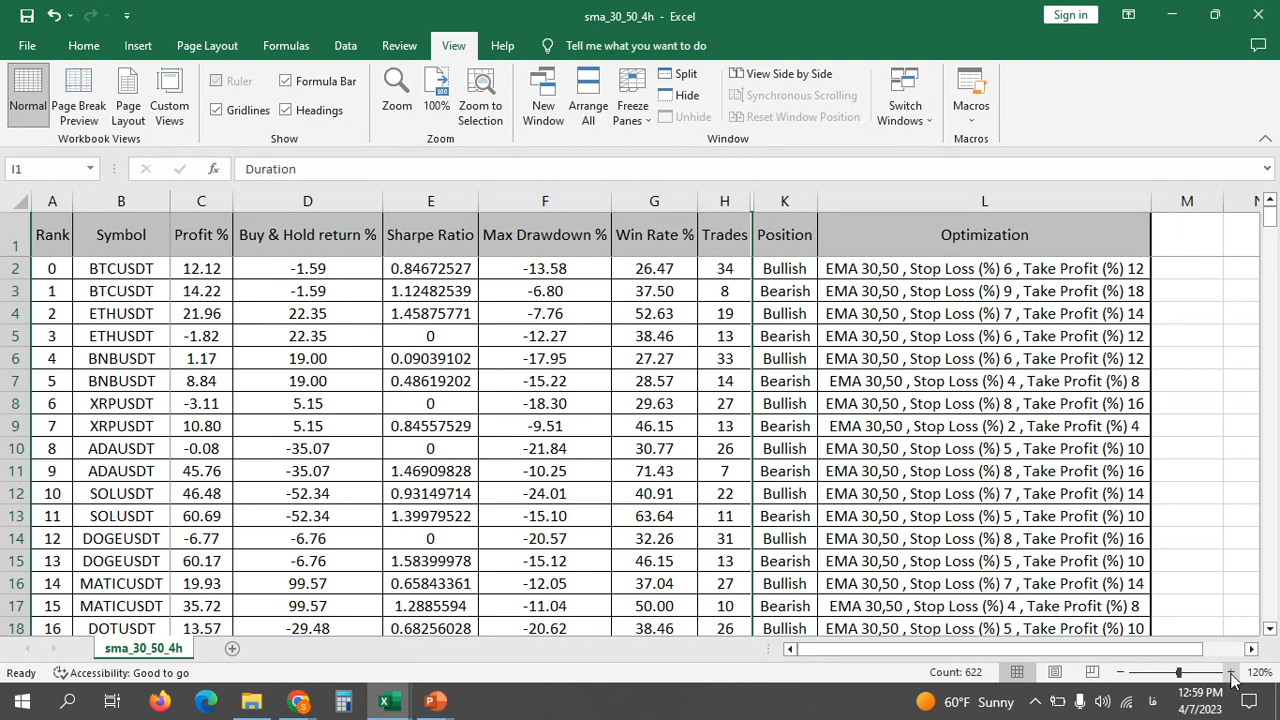 sma_30_50_4h - Excel
Sign in
File Home Insert Page Layout Formulas Data Review View Help Tell me what you want to do
Normal
Page Break Preview
Page Layout
Custom Views
Workbook Views
Ruler
Formula Bar
Gridlines
Headings
Show
Zoom
100%
Zoom to Selection
Zoom
New Window
Arrange All
Freeze Panes
Split
Hide
Unhide
View Side by Side
Synchronous Scrolling
Reset Window Position
Window
Switch Windows
Macros
Macros
I1 fx Duration
A B C D E F G H K L M N
1 Rank Symbol Profit % Buy & Hold return % Sharpe Ratio Max Drawdown % Win Rate % Trades Position Optimization
2 0 BTCUSDT 12.12 -1.59 0.84672527 -13.58 26.47 34 Bullish EMA 30,50 , Stop Loss (%) 6 , Take Profit (%) 12
3 1 BTCUSDT 14.22 -1.59 1.12482539 -6.80 37.50 8 Bearish EMA 30,50 , Stop Loss (%) 9 , Take Profit (%) 18
4 2 ETHUSDT 21.96 22.35 1.45875771 -7.76 52.63 19 Bullish EMA 30,50 , Stop Loss (%) 7 , Take Profit (%) 14
5 3 ETHUSDT -1.82 22.35 0 -12.27 38.46 13 Bearish EMA 30,50 , Stop Loss (%) 6 , Take Profit (%) 12
6 4 BNBUSDT 1.17 19.00 0.09039102 -17.95 27.27 33 Bullish EMA 30,50 , Stop Loss (%) 6 , Take Profit (%) 12
7 5 BNBUSDT 8.84 19.00 0.48619202 -15.22 28.57 14 Bearish EMA 30,50 , Stop Loss (%) 4 , Take Profit (%) 8
8 6 XRPUSDT -3.11 5.15 0 -18.30 29.63 27 Bullish EMA 30,50 , Stop Loss (%) 8 , Take Profit (%) 16
9 7 XRPUSDT 10.80 5.15 0.84557529 -9.51 46.15 13 Bearish EMA 30,50 , Stop Loss (%) 2 , Take Profit (%) 4
10 8 ADAUSDT -0.08 -35.07 0 -21.84 30.77 26 Bullish EMA 30,50 , Stop Loss (%) 5 , Take Profit (%) 10
11 9 ADAUSDT 45.76 -35.07 1.46909828 -10.25 71.43 7 Bearish EMA 30,50 , Stop Loss (%) 8 , Take Profit (%) 16
12 10 SOLUSDT 46.48 -52.34 0.93149714 -24.01 40.91 22 Bullish EMA 30,50 , Stop Loss (%) 7 , Take Profit (%) 14
13 11 SOLUSDT 60.69 -52.34 1.39979522 -15.10 63.64 11 Bearish EMA 30,50 , Stop Loss (%) 5 , Take Profit (%) 10
14 12 DOGEUSDT -6.77 -6.76 0 -20.57 32.26 31 Bullish EMA 30,50 , Stop Loss (%) 8 , Take Profit (%) 16
15 13 DOGEUSDT 60.17 -6.76 1.58399978 -15.12 46.15 13 Bearish EMA 30,50 , Stop Loss (%) 5 , Take Profit (%) 10
16 14 MATICUSDT 19.93 99.57 0.65843361 -12.05 37.04 27 Bullish EMA 30,50 , Stop Loss (%) 7 , Take Profit (%) 14
17 15 MATICUSDT 35.72 99.57 1.2885594 -11.04 50.00 10 Bearish EMA 30,50 , Stop Loss (%) 4 , Take Profit (%) 8
18 16 DOTUSDT 13.57 -29.48 0.68256028 -20.62 38.46 26 Bullish EMA 30,50 , Stop Loss (%) 5 , Take Profit (%) 10
sma_30_50_4h
Ready Accessibility: Good to go Count: 622 120%
60°F Sunny فا 12:59 PM
4/7/2023